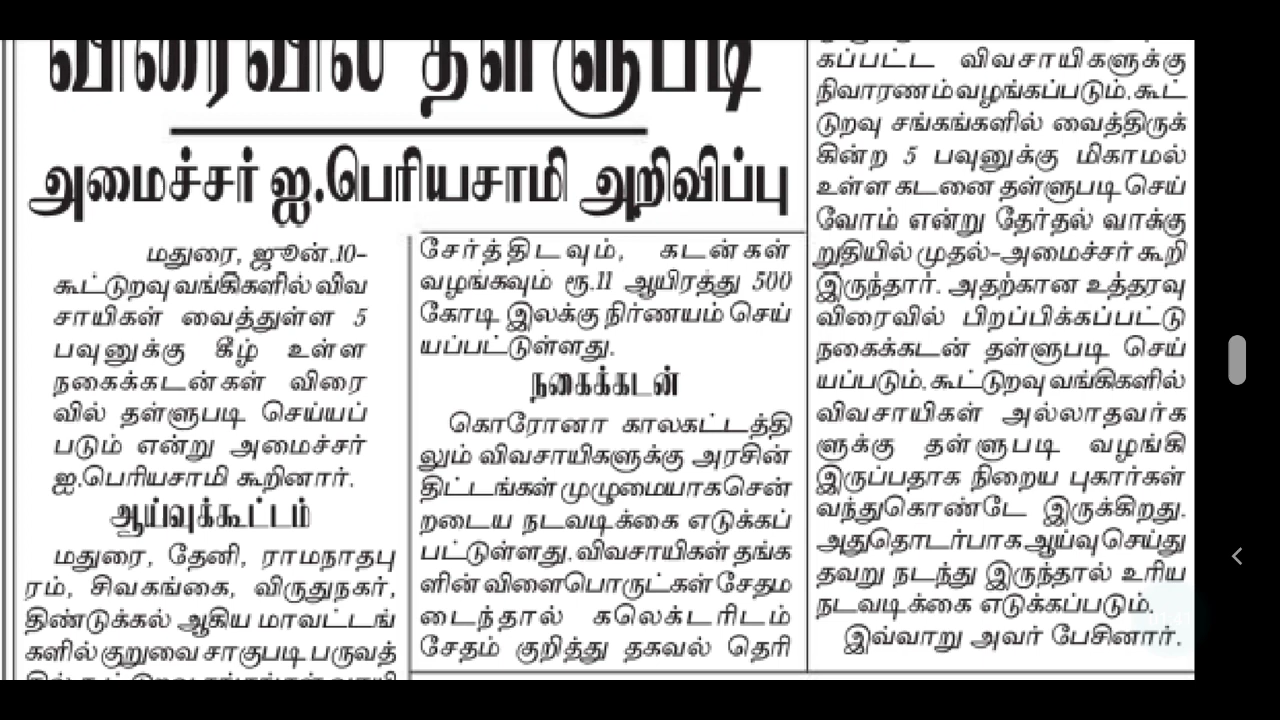 விரைவில் தள்ளுபடி
அமைச்சர் ஐ.பெரியசாமி அறிவிப்பு
மதுரை, ஜூன்.10-
கூட்டுறவு வங்கிகளில் விவ
சாயிகள் வைத்துள்ள 5
பவுனுக்கு கீழ் உள்ள
நகைக்கடன்கள் விரை
வில் தள்ளுபடி செய்யப்
படும் என்று அமைச்சர்
ஐ.பெரியசாமி கூறினார்.
ஆய்வுக்கூட்டம்
மதுரை, தேனி, ராமநாதபு
ரம், சிவகங்கை, விருதுநகர்,
திண்டுக்கல் ஆகிய மாவட்டங்
களில் குறுவை சாகுபடி பருவத்
சேர்த்திடவும், கடன்கள்
வழங்கவும் ரூ.11 ஆயிரத்து 500
கோடி இலக்கு நிர்ணயம் செய்
யப்பட்டுள்ளது.
நகைக்கடன்
கொரோனா காலகட்டத்தி
லும் விவசாயிகளுக்கு அரசின்
திட்டங்கள் முழுமையாக சென்
றடைய நடவடிக்கை எடுக்கப்
பட்டுள்ளது. விவசாயிகள் தங்க
ளின் விளைபொருட்கள் சேதம
டைந்தால் கலெக்டரிடம்
சேதம் குறித்து தகவல் தெரி
கப்பட்ட விவசாயிகளுக்கு
நிவாரணம் வழங்கப்படும். கூட்
டுறவு சங்கங்களில் வைத்திருக்
கின்ற 5 பவுனுக்கு மிகாமல்
உள்ள கடனை தள்ளுபடி செய்
வோம் என்று தேர்தல் வாக்கு
றுதியில் முதல்-அமைச்சர் கூறி
இருந்தார். அதற்கான உத்தரவு
விரைவில் பிறப்பிக்கப்பட்டு
நகைக்கடன் தள்ளுபடி செய்
யப்படும். கூட்டுறவு வங்கிகளில்
விவசாயிகள் அல்லாதவர்க
ளுக்கு தள்ளுபடி வழங்கி
இருப்பதாக நிறைய புகார்கள்
வந்துகொண்டே இருக்கிறது.
அதுதொடர்பாக ஆய்வு செய்து
தவறு நடந்து இருந்தால் உரிய
நடவடிக்கை எடுக்கப்படும்.
இவ்வாறு அவர் பேசினார்.